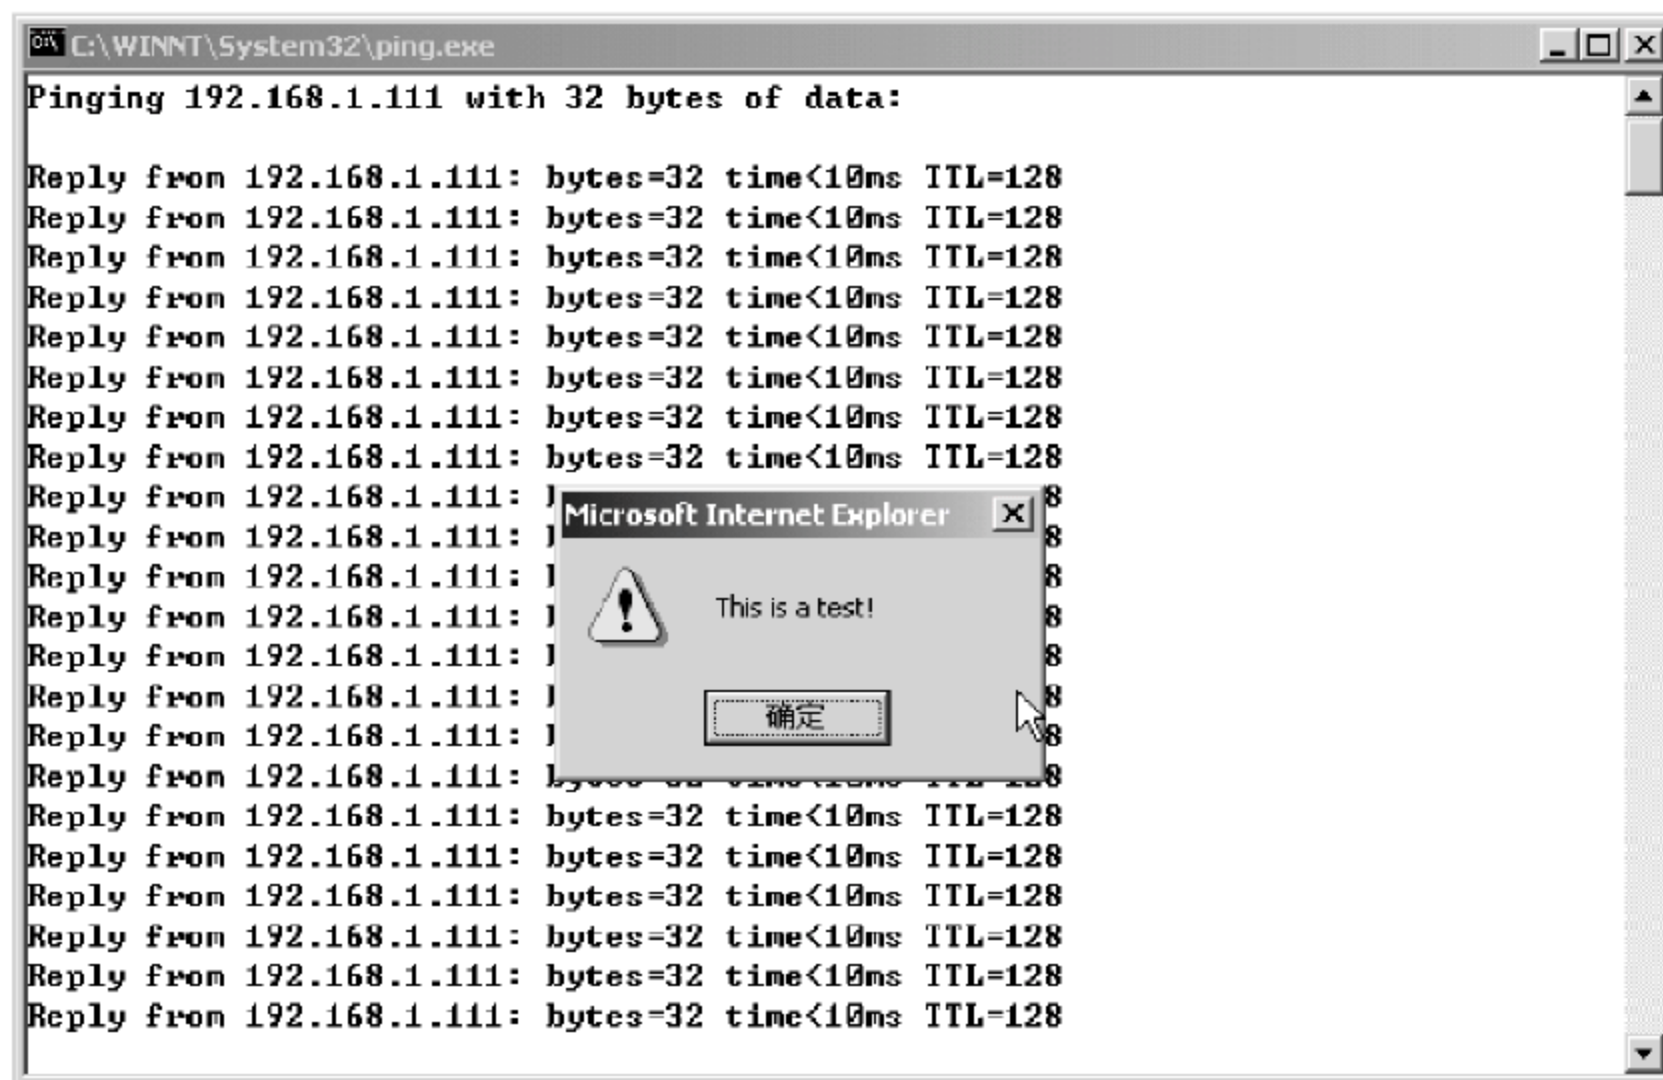 C:\WINNT\System32\ping.exe
Pinging 192.168.1.111 with 32 bytes of data:
Reply from 192.168.1.111: bytes=32 time<10ms TTL=128
Reply from 192.168.1.111: bytes=32 time<10ms TTL=128
Reply from 192.168.1.111: bytes=32 time<10ms TTL=128
Reply from 192.168.1.111: bytes=32 time<10ms TTL=128
Reply from 192.168.1.111: bytes=32 time<10ms TTL=128
Reply from 192.168.1.111: bytes=32 time<10ms TTL=128
Reply from 192.168.1.111: bytes=32 time<10ms TTL=128
Reply from 192.168.1.111: bytes=32 time<10ms TTL=128
Reply from 192.168.1.111:
Reply from 192.168.1.111:
Reply from 192.168.1.111:
Reply from 192.168.1.111:
Reply from 192.168.1.111:
Reply from 192.168.1.111:
Reply from 192.168.1.111:
Reply from 192.168.1.111:
Microsoft Internet Explorer
This is a test!
确定
Reply from 192.168.1.111: bytes=32 time<10ms TTL=128
Reply from 192.168.1.111: bytes=32 time<10ms TTL=128
Reply from 192.168.1.111: bytes=32 time<10ms TTL=128
Reply from 192.168.1.111: bytes=32 time<10ms TTL=128
Reply from 192.168.1.111: bytes=32 time<10ms TTL=128
Reply from 192.168.1.111: bytes=32 time<10ms TTL=128